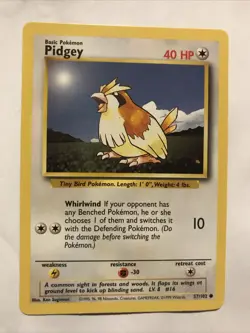 Basic Pokémon
Pidgey
40 HP
Tiny Bird Pokémon. Length: 1' 0", Weight: 4 lbs.
Whirlwind If your opponent has
any Benched Pokémon, he or she
chooses 1 of them and switches it
with the Defending Pokémon. (Do
the damage before switching the
Pokémon.)
10
weakness
resistance
retreat cost
-30
A common sight in forests and woods. It flaps its wings at
ground level to kick up blinding sand. LV. 8 #16
Illus. Ken Sugimori
57/102